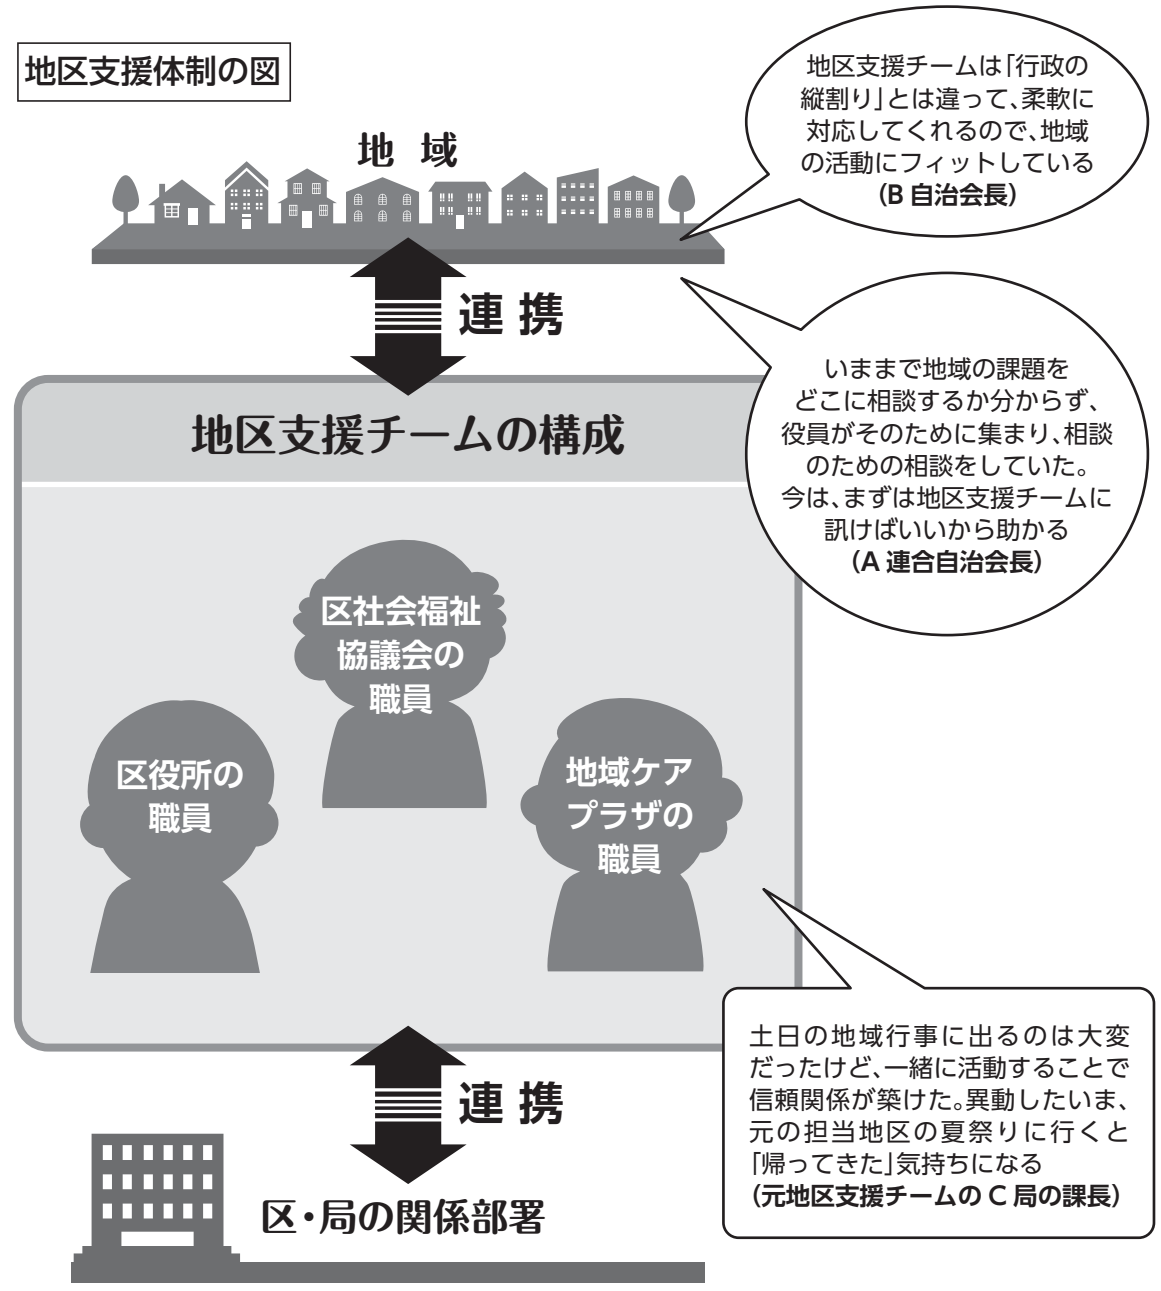 地区支援体制の図
地区支援チームは「行政の
縦割り」とは違って、柔軟に
対応してくれるので、地域
の活動にフィットしている
(B 自治会長)
地 域
連 携
いままで地域の課題を
どこに相談するか分からず、
役員がそのために集まり、相談
のための相談をしていた。
今は、まずは地区支援チームに
訊けばいいから助かる
(A 連合自治会長)
地区支援チームの構成
区社会福祉
協議会の
職員
区役所の
職員
地域ケア
プラザの
職員
土日の地域行事に出るのは大変
だったけど、一緒に活動することで
信頼関係が築けた。異動したいま、
元の担当地区の夏祭りに行くと
「帰ってきた」気持ちになる
(元地区支援チームの C 局の課長)
連 携
区・局の関係部署